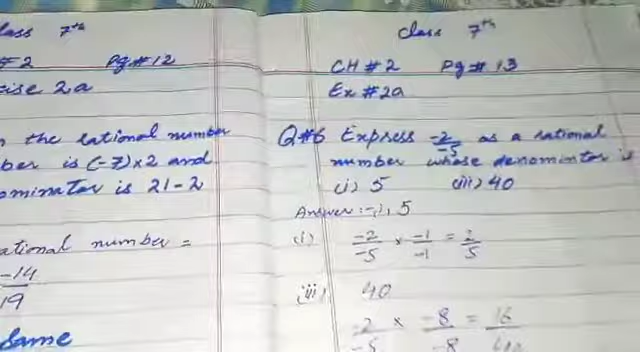 lass 7th
#2 Pg#12
ise 2a
the rational number
ber is (-7)×2 and
ominator is 21-2
ational number =
-14
19
Same
Class 7th
CH#2 Pg#13
Ex#2a
Q#6 Express -2/-5 as a rational
number whose denomintor is
(i) 5 (iii) 40
Answer:-, 5
(i) -2/-5 × -1/-1 = 2/5
(iii) 40
-2/-5 × -8/-8 = 16/40